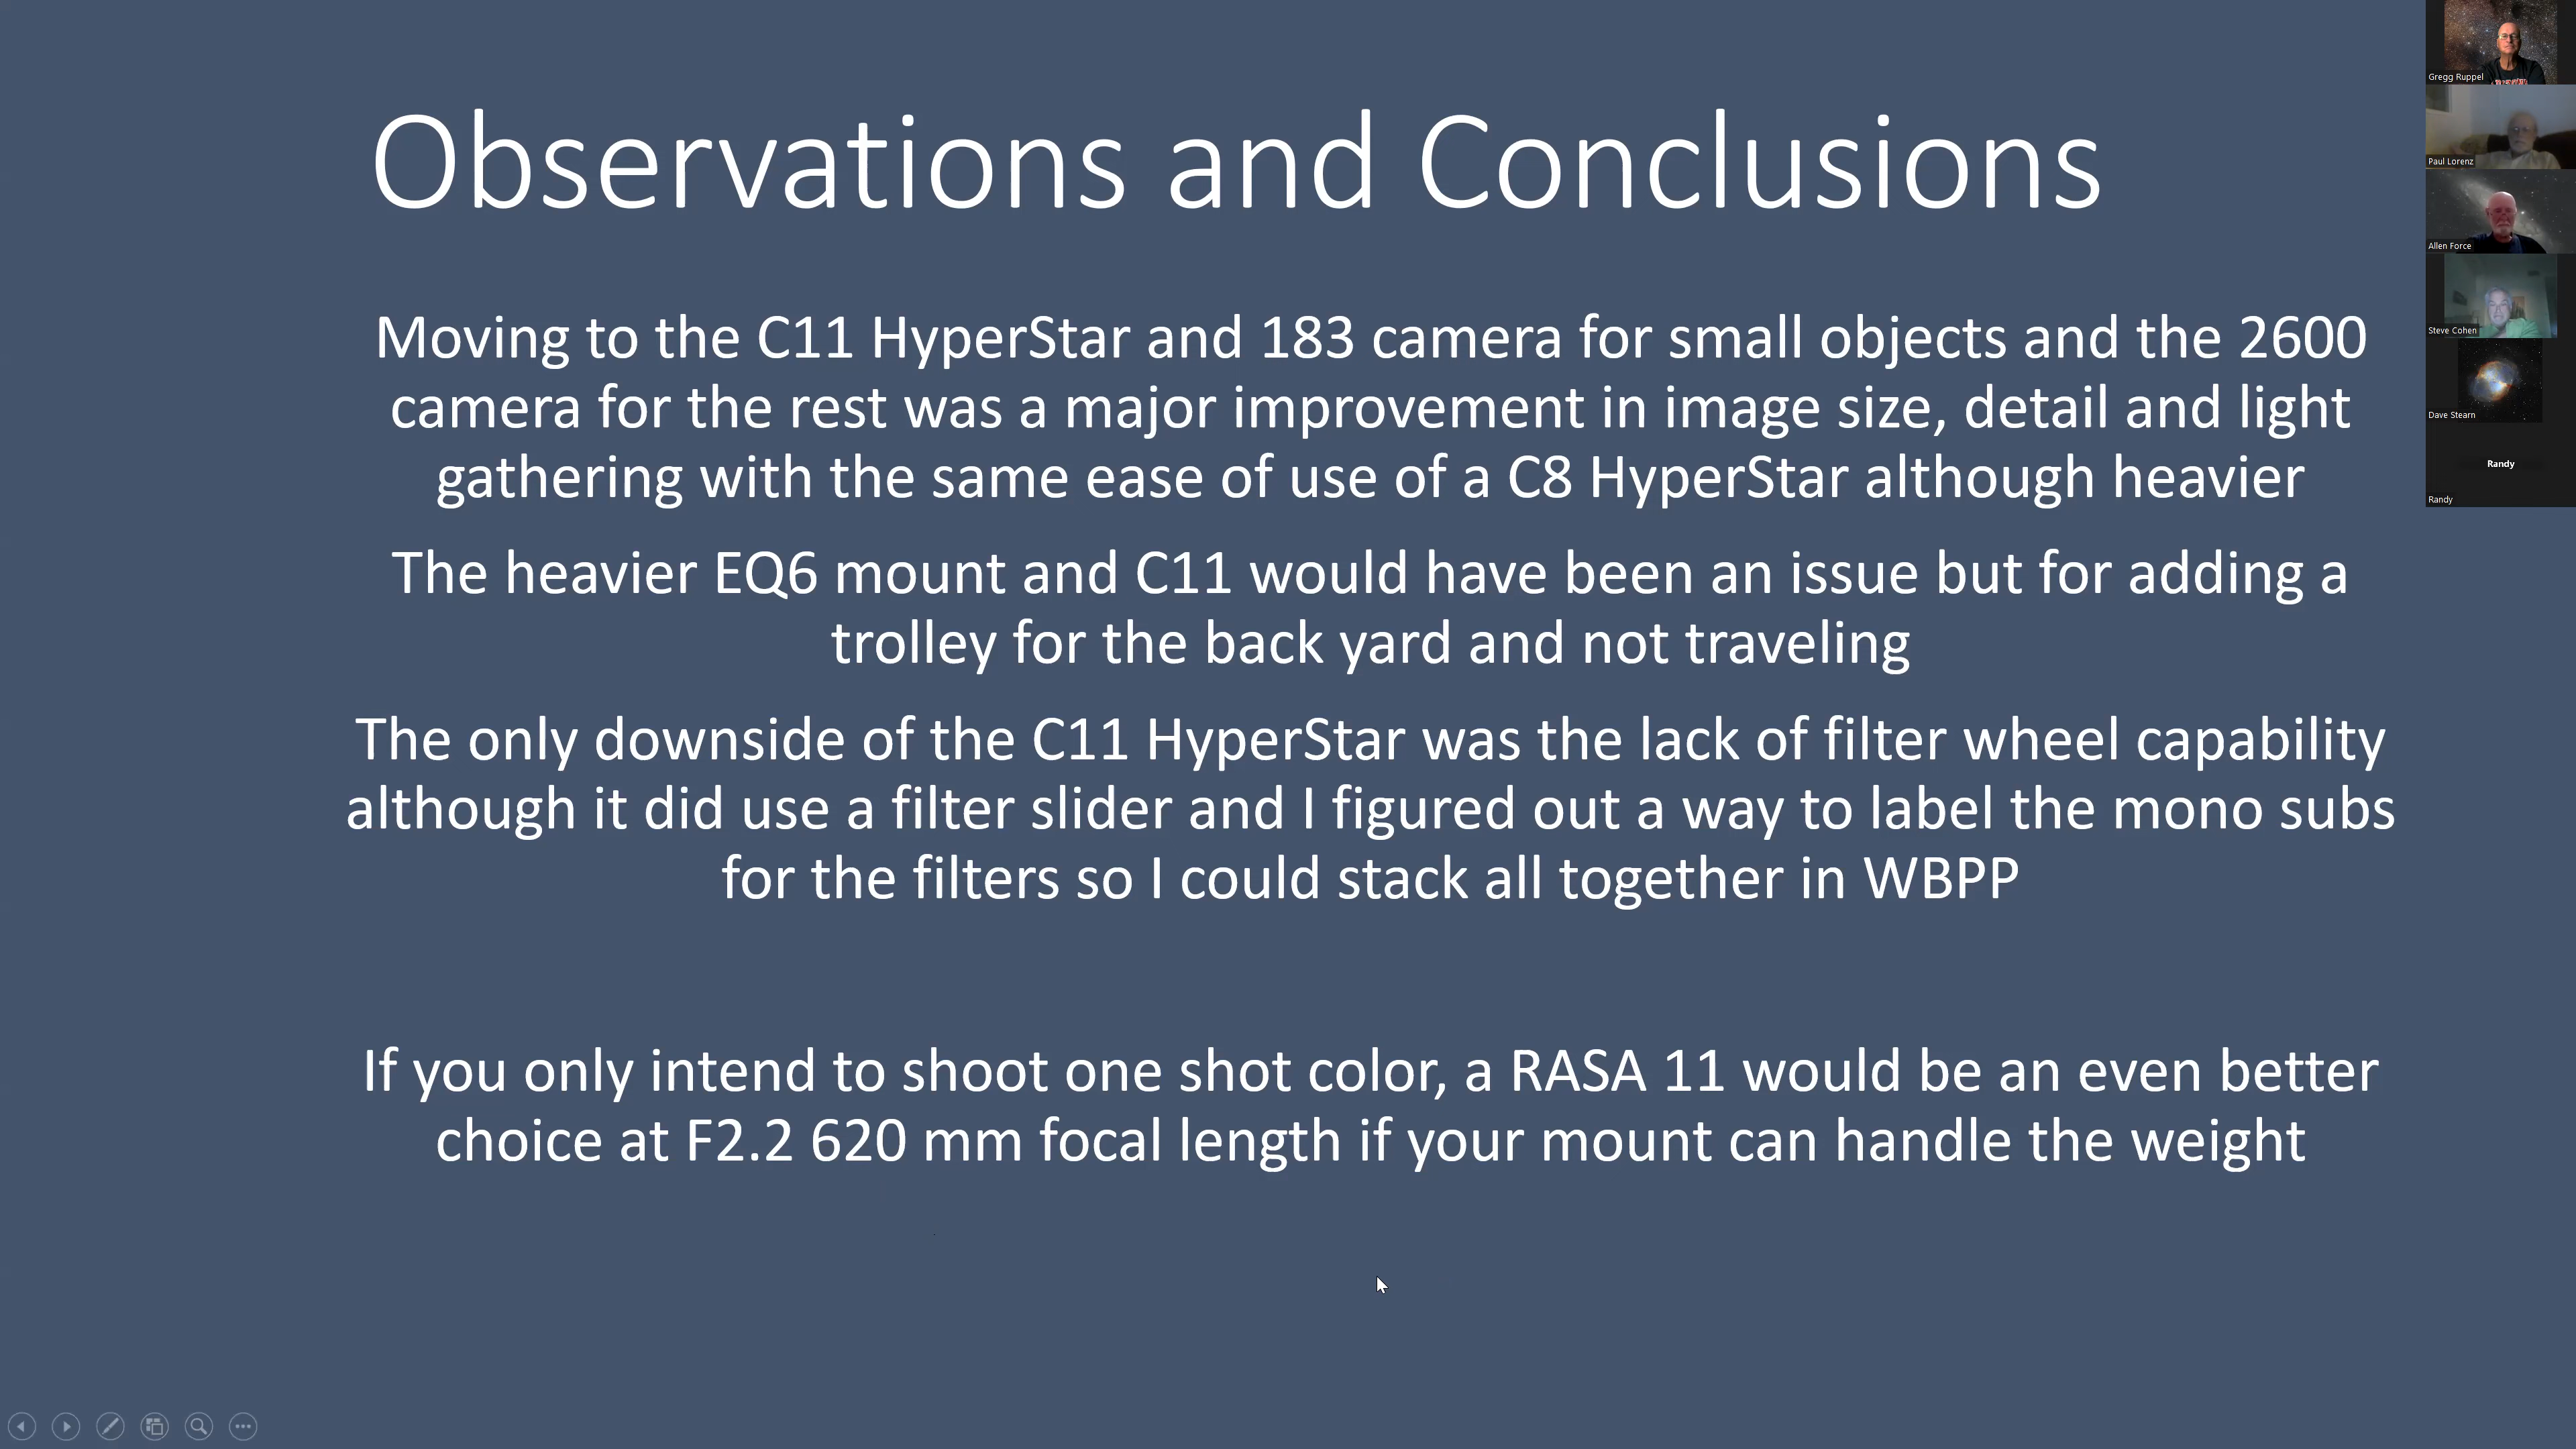 Observations and Conclusions
Moving to the C11 HyperStar and 183 camera for small objects and the 2600
camera for the rest was a major improvement in image size, detail and light
gathering with the same ease of use of a C8 HyperStar although heavier
The heavier EQ6 mount and C11 would have been an issue but for adding a
trolley for the back yard and not traveling
The only downside of the C11 HyperStar was the lack of filter wheel capability
although it did use a filter slider and I figured out a way to label the mono subs
for the filters so I could stack all together in WBPP
If you only intend to shoot one shot color, a RASA 11 would be an even better
choice at F2.2 620 mm focal length if your mount can handle the weight
Gregg Ruppel
Paul Lorenz
Allen Force
Steve Cohen
Dave Stearn
Randy
Randy